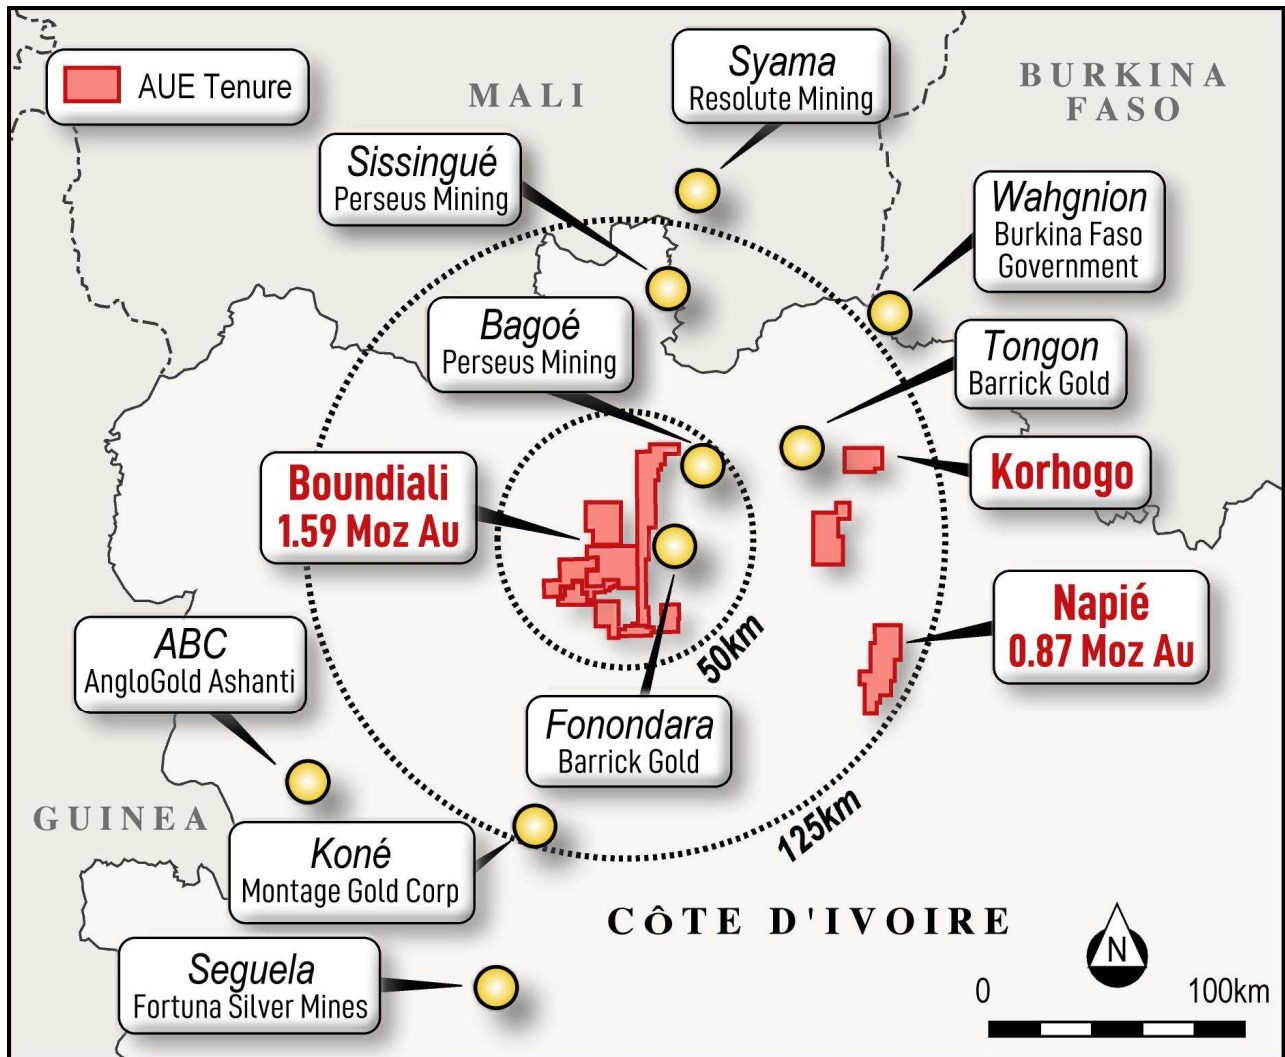 AUE Tenure
MALI
BURKINA
FASO
Syama
Resolute Mining
Sissingué
Perseus Mining
Wahgnion
Burkina Faso
Government
Bagoé
Perseus Mining
Tongon
Barrick Gold
Boundiali
1.59 Moz Au
Korhogo
Napié
0.87 Moz Au
50km
ABC
AngloGold Ashanti
Fonondara
Barrick Gold
125km
GUINEA
Koné
Montage Gold Corp
CÔTE D'IVOIRE
N
Seguela
Fortuna Silver Mines
0 100km